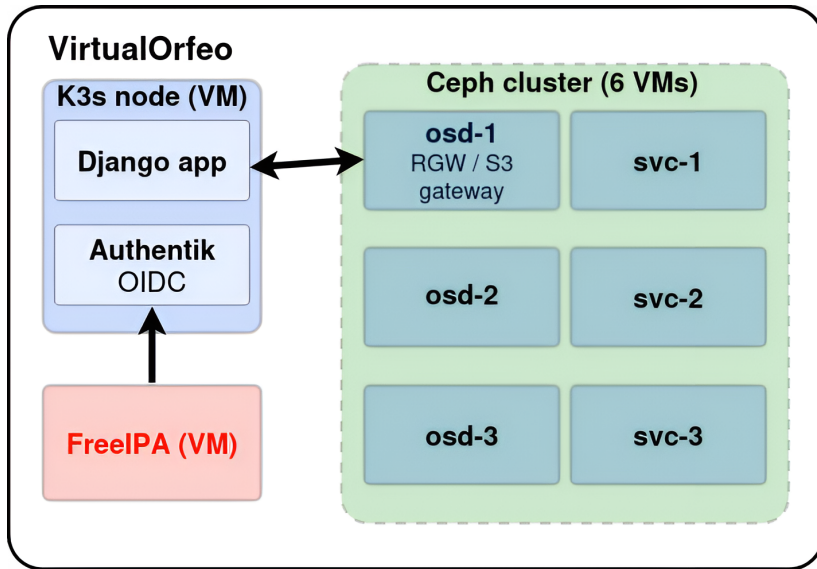 VirtualOrfeo
K3s node (VM)
Django app
Authentik
OIDC
FreeIPA (VM)
Ceph cluster (6 VMs)
osd-1
RGW / S3
gateway
svc-1
osd-2
svc-2
osd-3
svc-3